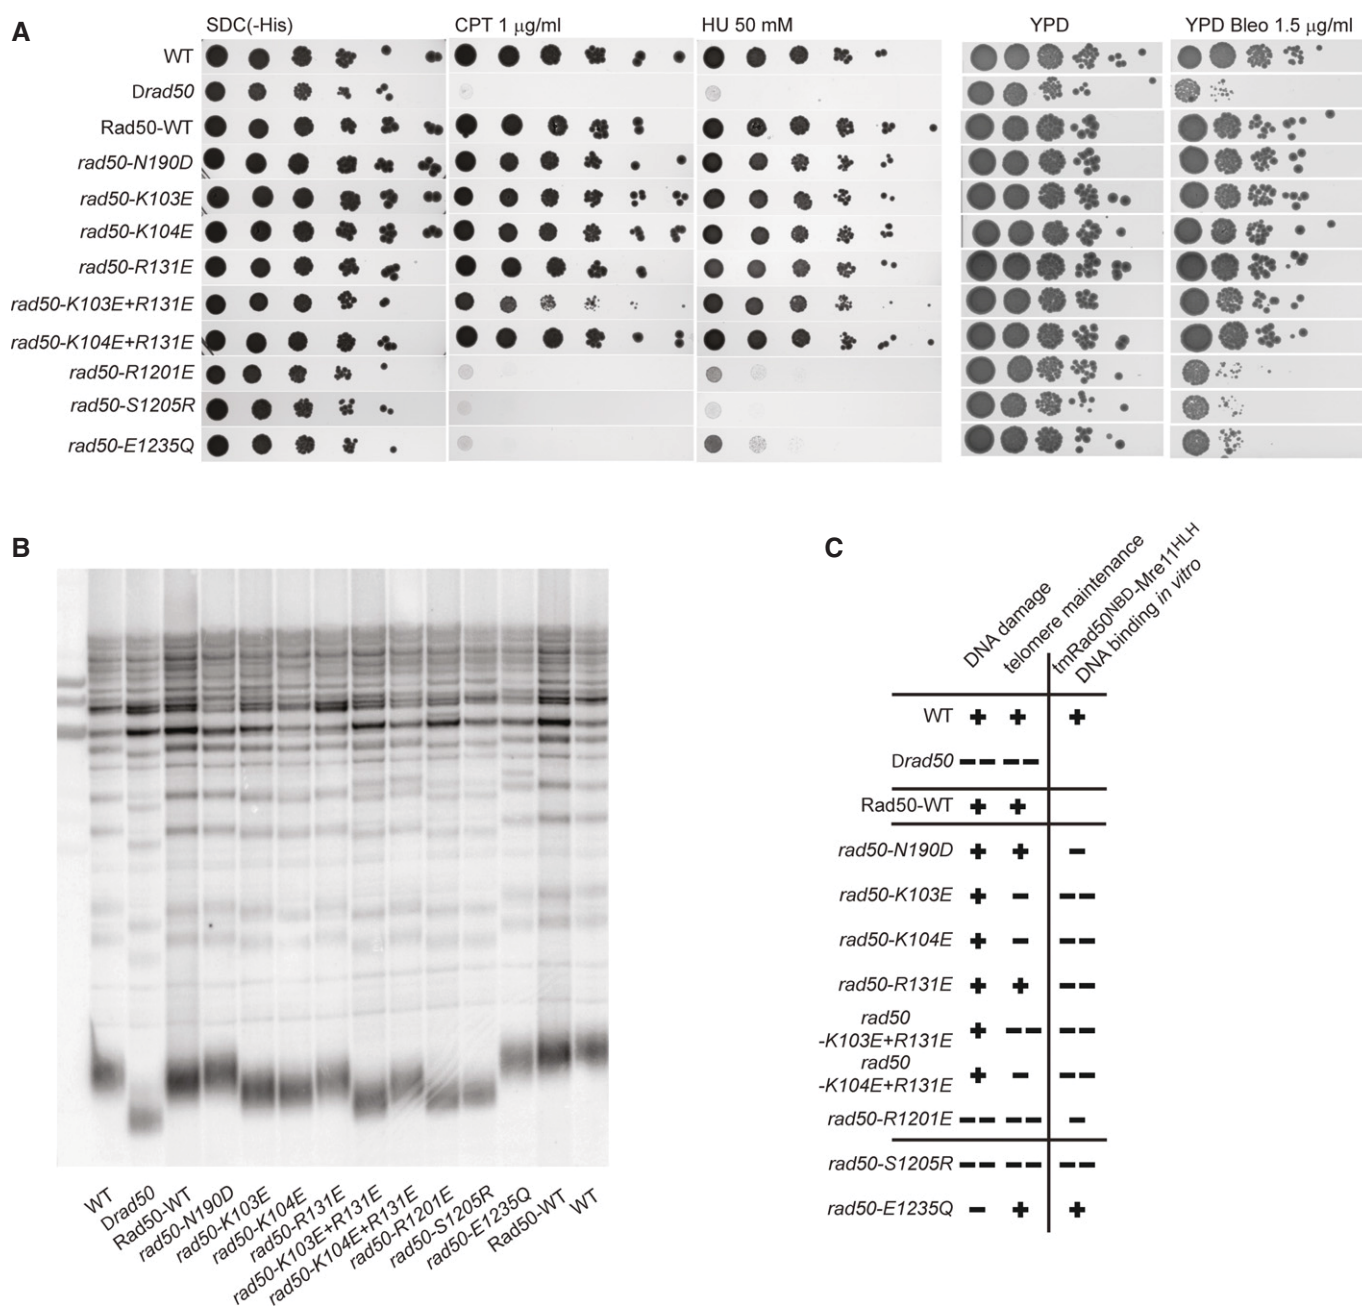 A
SDC(-His) CPT 1 μg/ml HU 50 mM YPD YPD Bleo 1.5 μg/ml
WT
Drad50
Rad50-WT
rad50-N190D
rad50-K103E
rad50-K104E
rad50-R131E
rad50-K103E+R131E
rad50-K104E+R131E
rad50-R1201E
rad50-S1205R
rad50-E1235Q
B
WT
Drad50
Rad50-WT
rad50-N190D
rad50-K103E
rad50-K104E
rad50-R131E
rad50-K103E+R131E
rad50-K104E+R131E
rad50-R1201E
rad50-S1205R
rad50-E1235Q
Rad50-WT
WT
C
DNA damage
telomere maintenance
tmRad50NBD-Mre11HLH
DNA binding in vitro
WT + + +
Drad50 -- --
Rad50-WT + +
rad50-N190D + + -
rad50-K103E + - --
rad50-K104E + - --
rad50-R131E + + --
rad50
-K103E+R131E + -- --
rad50
-K104E+R131E + - --
rad50-R1201E -- -- -
rad50-S1205R -- -- --
rad50-E1235Q - + +